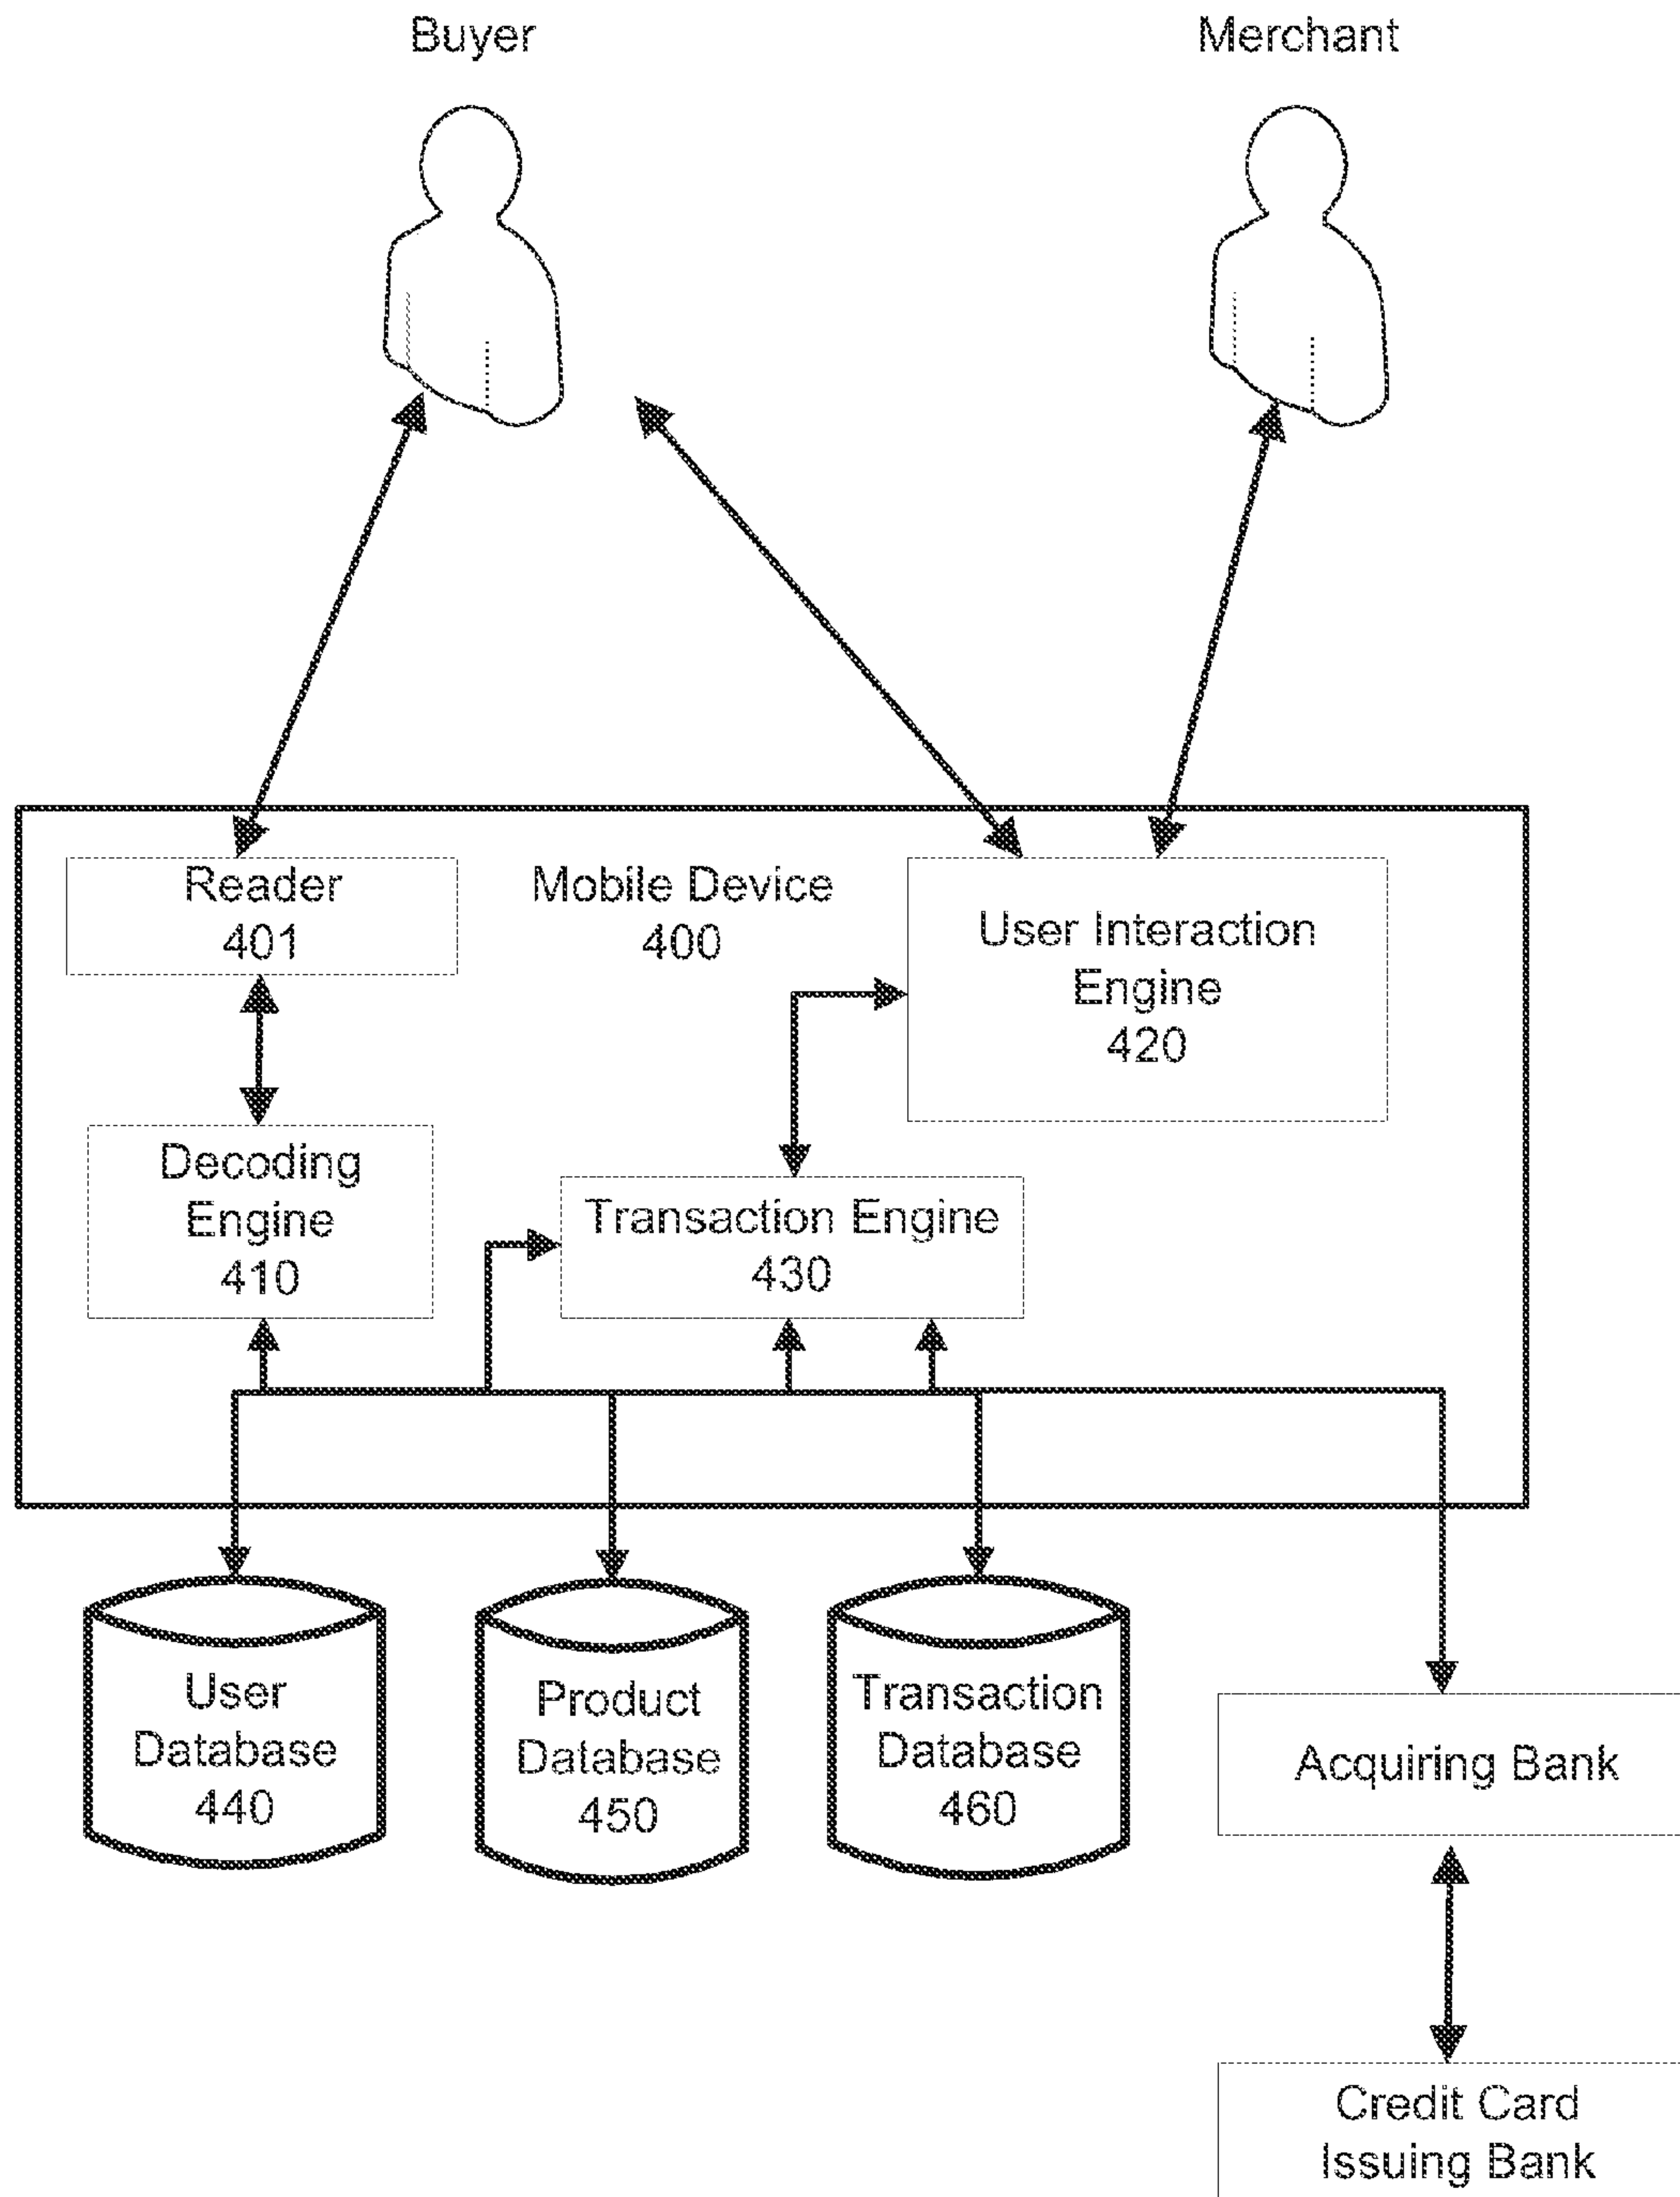 Buyer
Merchant
Reader
401
Mobile Device
400
User Interaction
Engine
420
Decoding
Engine
410
Transaction Engine
430
User
Database
440
Product
Database
450
Transaction
Database
460
Acquiring Bank
Credit Card
Issuing Bank